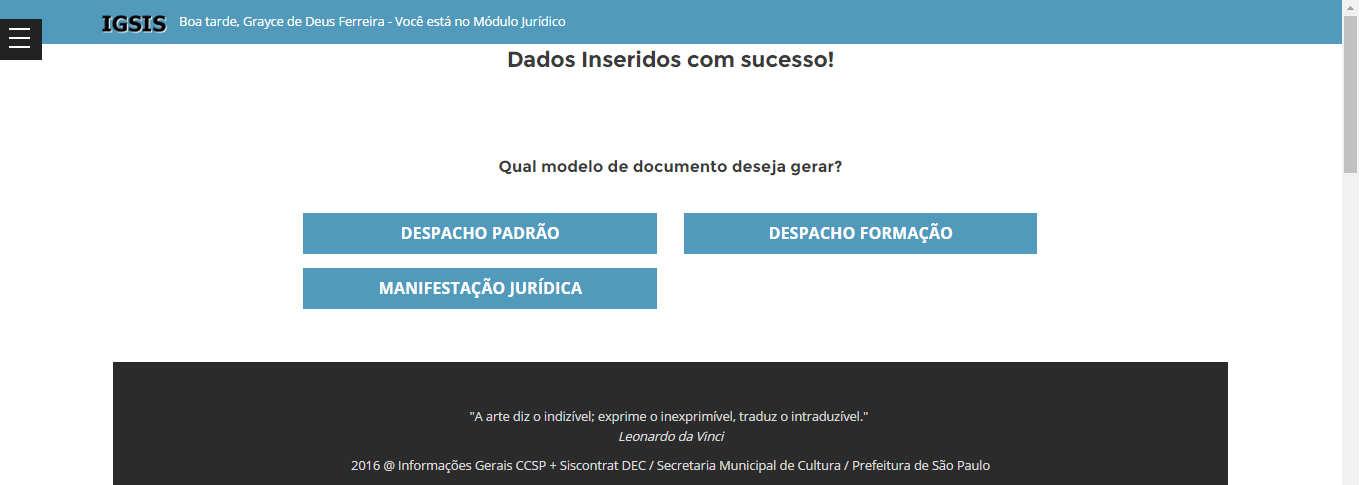 IGSIS Boa tarde, Grayce de Deus Ferreira - Você está no Módulo Jurídico
Dados Inseridos com sucesso!
Qual modelo de documento deseja gerar?
DESPACHO PADRÃO
DESPACHO FORMAÇÃO
MANIFESTAÇÃO JURÍDICA
"A arte diz o indizível; exprime o inexprimível, traduz o intraduzível."
Leonardo da Vinci
2016 @ Informações Gerais CCSP + Siscontrat DEC / Secretaria Municipal de Cultura / Prefeitura de São Paulo